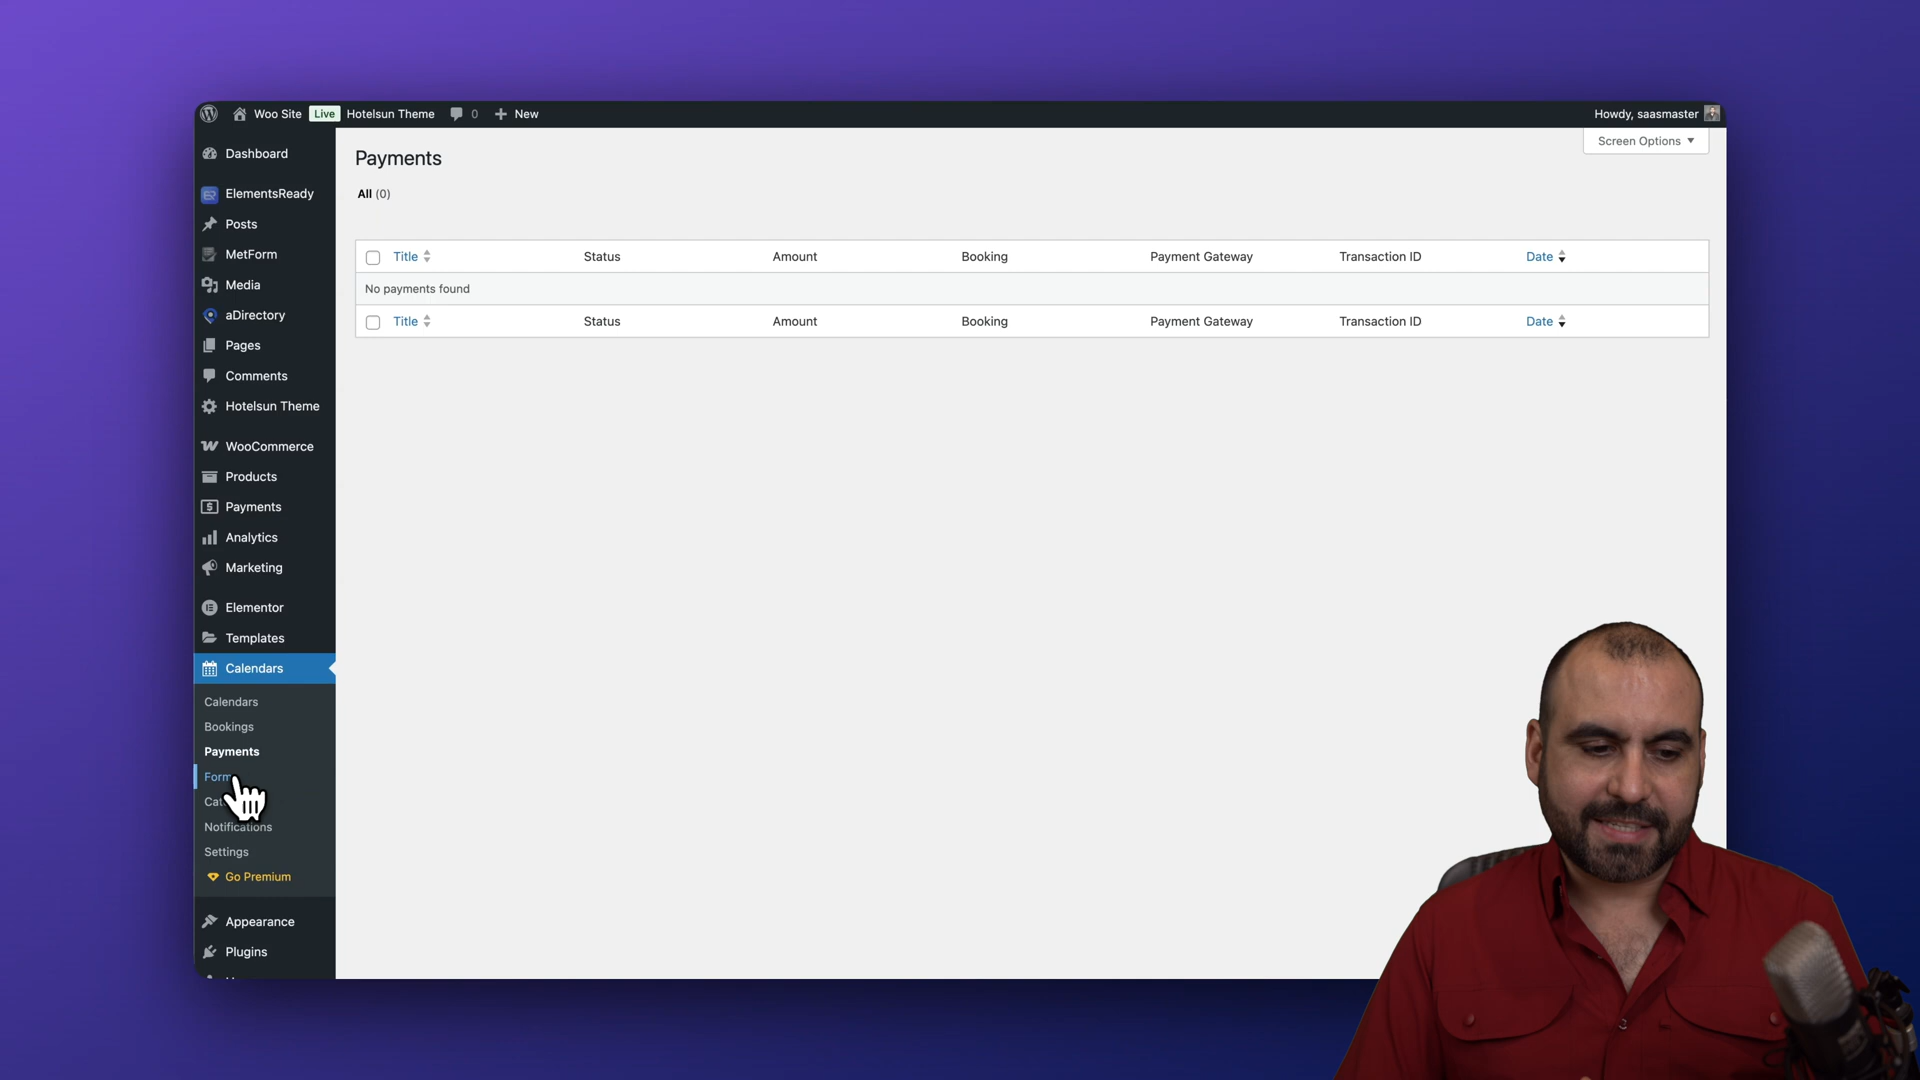 Woo Site Live Hotelsun Theme 0 New Howdy, saasmaster
Screen Options
Payments
All (0)
Title Status Amount Booking Payment Gateway Transaction ID Date
No payments found
Title Status Amount Booking Payment Gateway Transaction ID Date
Dashboard
ElementsReady
Posts
MetForm
Media
aDirectory
Pages
Comments
Hotelsun Theme
WooCommerce
Products
Payments
Analytics
Marketing
Elementor
Templates
Calendars
Calendars
Bookings
Payments
Notifications
Settings
Go Premium
Appearance
Plugins